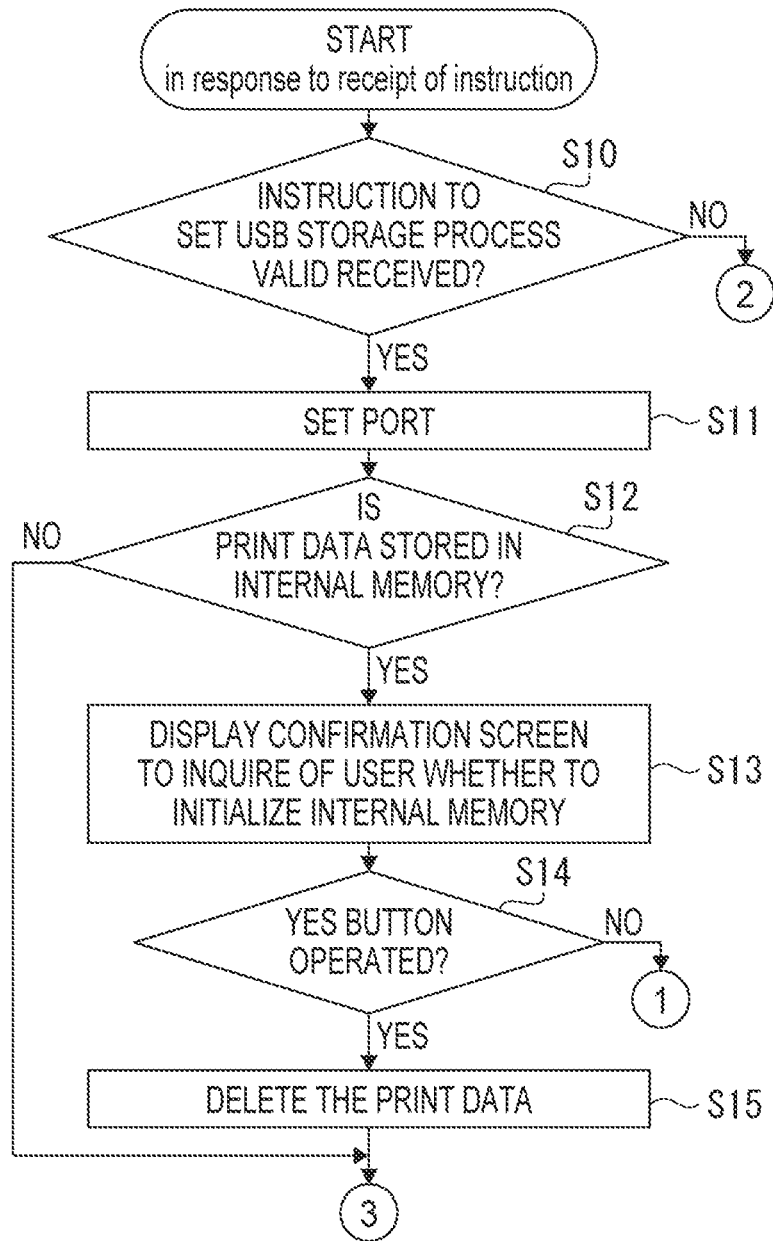 START
in response to receipt of instruction
S10
INSTRUCTION TO
SET USB STORAGE PROCESS
VALID RECEIVED?
NO
2
YES
SET PORT
S11
IS
PRINT DATA STORED IN
INTERNAL MEMORY?
S12
NO
YES
DISPLAY CONFIRMATION SCREEN
TO INQUIRE OF USER WHETHER TO
INITIALIZE INTERNAL MEMORY
S13
S14
YES BUTTON
OPERATED?
NO
1
YES
DELETE THE PRINT DATA
S15
3